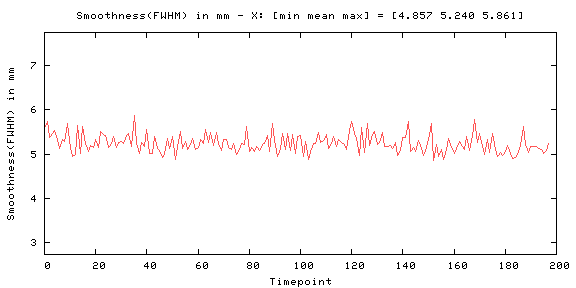 Smoothness(FWHM) in mm - X: [min mean max] = [4.857 5.240 5.861]
Smoothness(FWHM) in mm
7
6
5
4
3
0 20 40 60 80 100 120 140 160 180 200
Timepoint